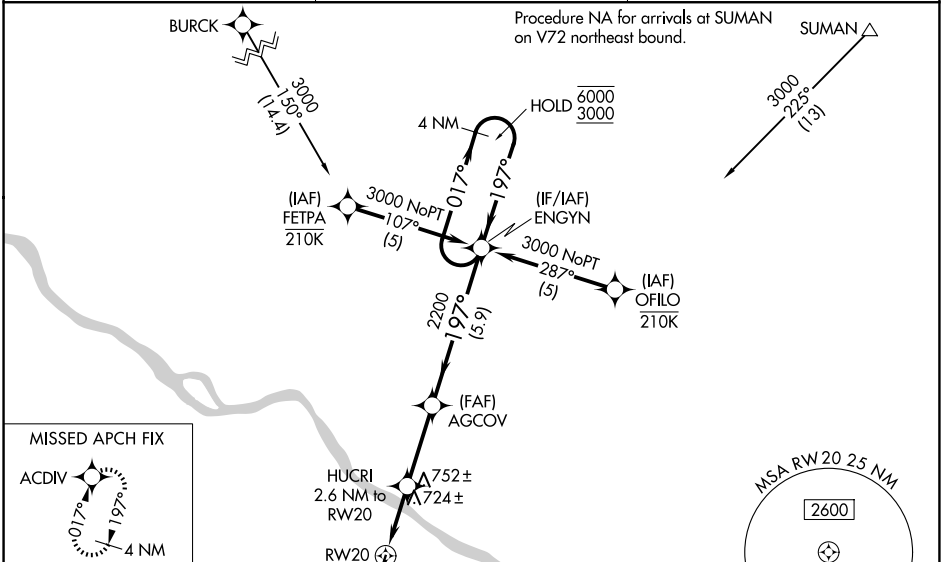 Procedure NA for arrivals at SUMAN
on V72 northeast bound.
BURCK
SUMAN
3000
150°
(14.4)
HOLD 6000
3000
4 NM
3000
225°
(13)
017°
197°
(IAF)
FETPA
210K
3000 NoPT
107°
(5)
(IF/IAF)
ENGYN
3000 NoPT
287°
(5)
(IAF)
OFILO
210K
2200
197°
(5.9)
(FAF)
AGCOV
MISSED APCH FIX
ACDIV
017°
197°
4 NM
HUCRI
2.6 NM to
RW20
752±
724±
RW20
MSA RW20 25 NM
2600